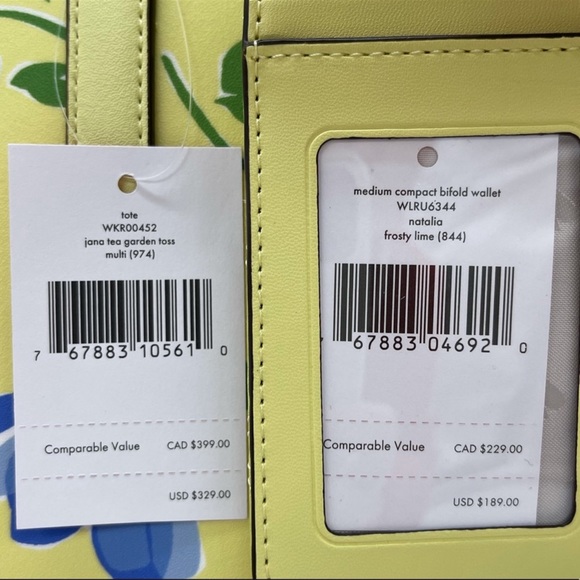 tote
WKR00452
jana tea garden toss
multi (974)
7 67883 10561 0
Comparable Value CAD $399.00
USD $329.00
medium compact bifold wallet
WLRU6344
natalia
frosty lime (844)
67883 04692 0
Comparable Value CAD $229.00
USD $189.00